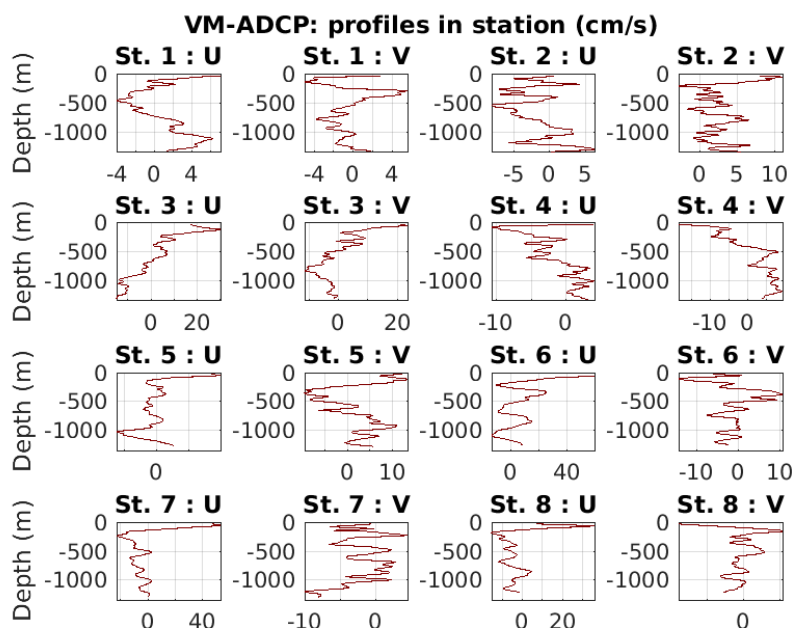 VM-ADCP: profiles in station (cm/s)
St. 1 : U St. 1 : V St. 2 : U St. 2 : V
Depth (m)
0 0 0 0
-500 -500 -500 -500
-1000 -1000 -1000 -1000
-4 0 4 -4 0 4 -5 0 5 0 5 10
St. 3 : U St. 3 : V St. 4 : U St. 4 : V
Depth (m)
0 0 0 0
-500 -500 -500 -500
-1000 -1000 -1000 -1000
0 20 0 20 -10 0 -10 0
St. 5 : U St. 5 : V St. 6 : U St. 6 : V
Depth (m)
0 0 0 0
-500 -500 -500 -500
-1000 -1000 -1000 -1000
0 0 10 0 40 -10 0 10
St. 7 : U St. 7 : V St. 8 : U St. 8 : V
Depth (m)
0 0 0 0
-500 -500 -500 -500
-1000 -1000 -1000 -1000
0 40 -10 0 0 20 0